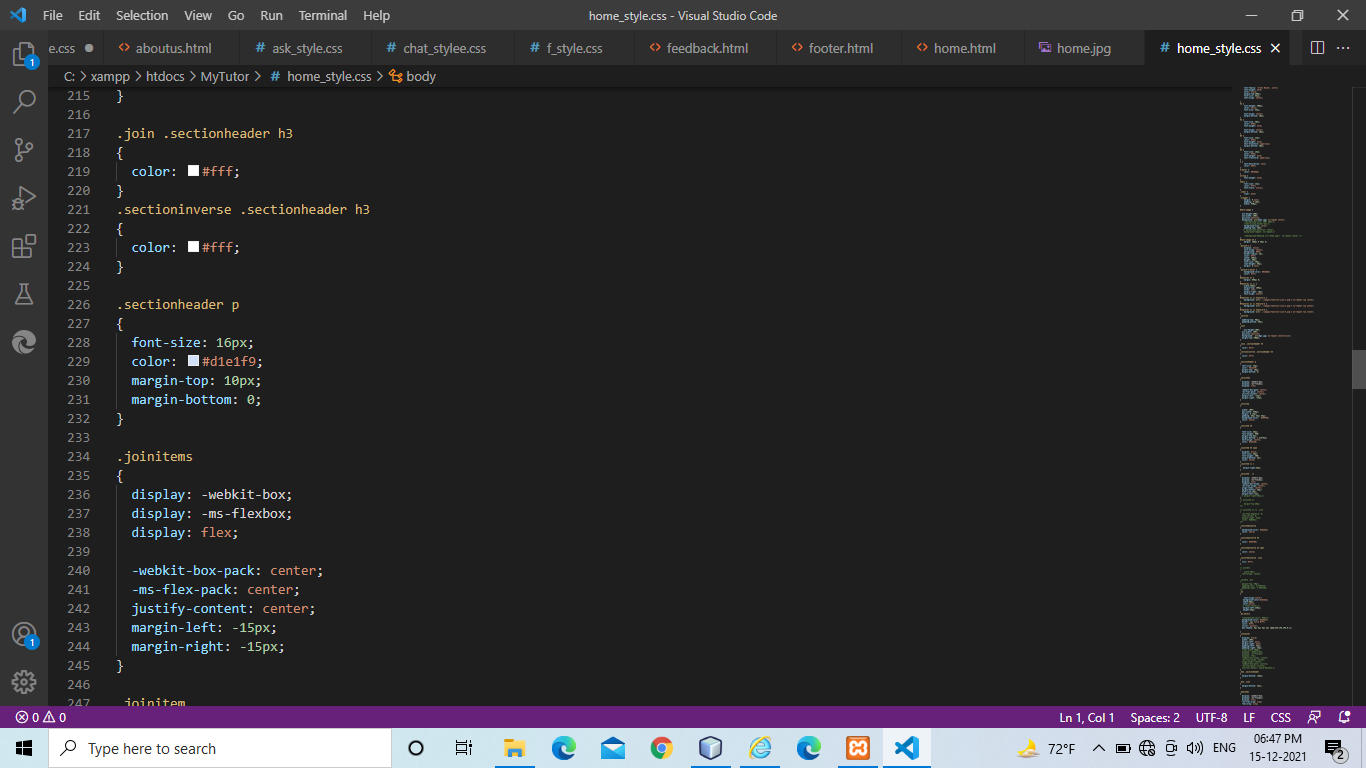 File Edit Selection View Go Run Terminal Help home_style.css - Visual Studio Code
e.css aboutus.html # ask_style.css # chat_stylee.css # f_style.css feedback.html footer.html home.html home.jpg # home_style.css
C: > xampp > htdocs > MyTutor > # home_style.css > body
215 }
216
217 .join .sectionheader h3
218 {
219 color: #fff;
220 }
221 .sectioninverse .sectionheader h3
222 {
223 color: #fff;
224 }
225
226 .sectionheader p
227 {
228 font-size: 16px;
229 color: #d1e1f9;
230 margin-top: 10px;
231 margin-bottom: 0;
232 }
233
234 .joinitems
235 {
236 display: -webkit-box;
237 display: -ms-flexbox;
238 display: flex;
239
240 -webkit-box-pack: center;
241 -ms-flex-pack: center;
242 justify-content: center;
243 margin-left: -15px;
244 margin-right: -15px;
245 }
246
247 .joinitem
1
1
0 0 Ln 1, Col 1 Spaces: 2 UTF-8 LF CSS
Type here to search 72°F ENG 06:47 PM
15-12-2021 2